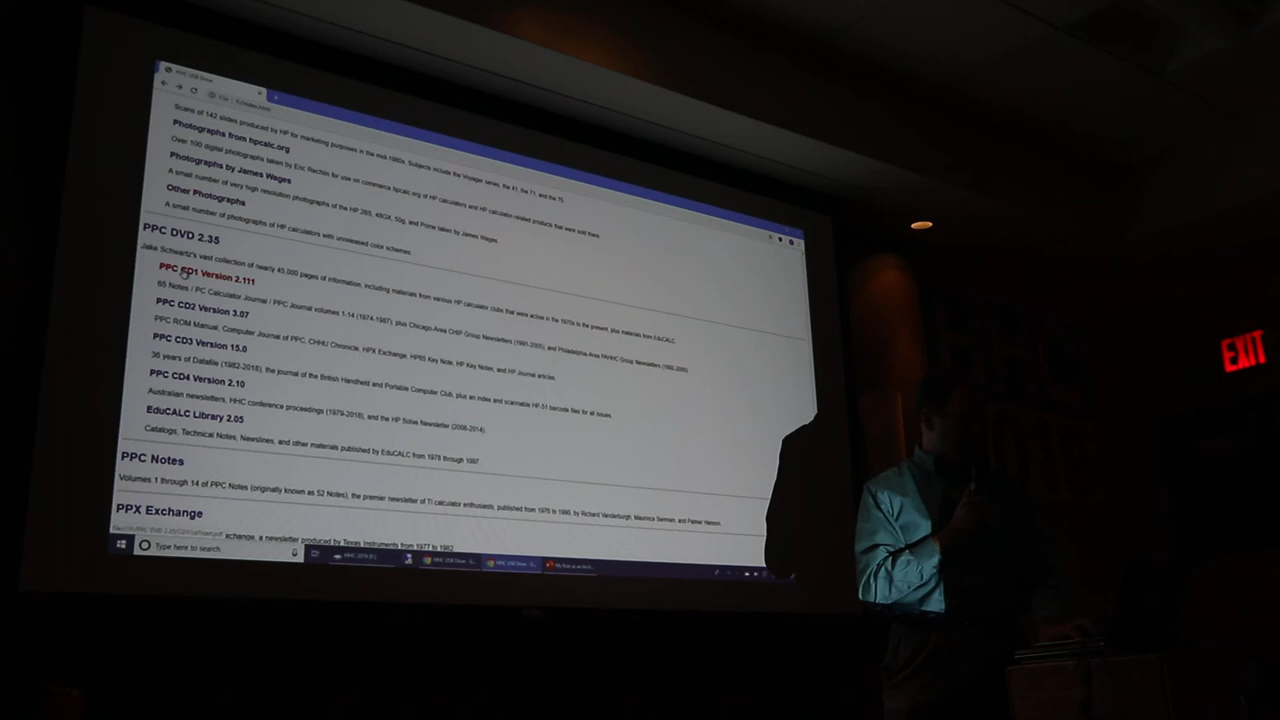 HHC USB Drive
File
Scans of 142 slides produced by HP for marketing purposes in the mid 1980s. Subjects include the Voyager series, the 41, the 71, and the 75.
Photographs from hpcalc.org
Over 100 digital photographs taken by Eric Rechlin for use on commerce.hpcalc.org of HP calculators and HP calculator-related products that were sold there.
Photographs by James Wages
A small number of very high resolution photographs of the HP 28S, 48GX, 50g, and Prime taken by James Wages.
Other Photographs
A small number of photographs of HP calculators with unreleased color schemes.
PPC DVD 2.35
Jake Schwartz's vast collection of nearly 45,000 pages of information, including materials from various HP calculator clubs that were active in the 1970s to the present, plus materials from EduCALC.
PPC CD1 Version 2.111
65 Notes / PC Calculator Journal / PPC Journal volumes 1-14 (1974-1987), plus Chicago-Area CHIP Group Newsletters (1991-2005), and Philadelphia-Area PAHHC-Group Newsletters
PPC CD2 Version 3.07
PPC ROM Manual, Computer Journal of PPC, CHHU Chronicle, HPX Exchange, HP65 Key Note, HP Key Notes, and HP Journal articles.
PPC CD3 Version 15.0
36 years of Datafile (1982-2018), the journal of the British Handheld and Portable Computer Club, plus an index and scannable HP-51 barcode files for all issues.
PPC CD4 Version 2.10
Australian newsletters, HHC conference proceedings (1979-2018), and the HP Solve Newsletter (2008-2014).
EduCALC Library 2.05
Catalogs, Technical Notes, Newslines, and other materials published by EduCALC from 1978 through 1997.
PPC Notes
Volumes 1 through 14 of PPC Notes (originally known as 52 Notes), the premier newsletter of TI calculator enthusiasts, published from 1976 to 1990, by Richard Vanderburgh, Maurice Swinnen, and Palmer Hanson.
PPX Exchange
xchange, a newsletter produced by Texas Instruments from 1977 to 1982.
Type here to search
HHC USB Drive
HHC USB Drive
EXIT